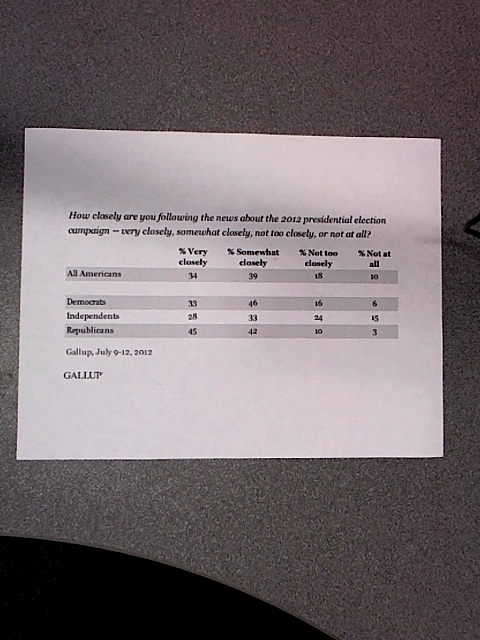 How closely are you following the news about the 2012 presidential election
campaign — very closely, somewhat closely, not too closely, or not at all?
% Very closely % Somewhat closely % Not too closely % Not at all
All Americans 34 39 18 10
Democrats 33 46 16 6
Independents 28 33 24 15
Republicans 45 42 10 3
Gallup, July 9-12, 2012
GALLUP